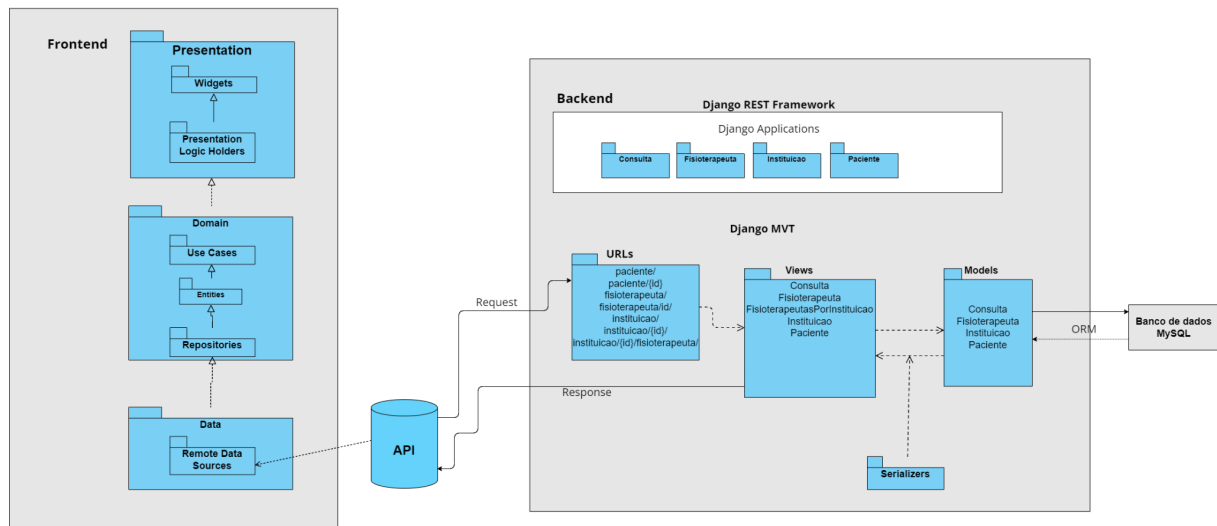 Frontend
Presentation
Widgets
Presentation
Logic Holders
Domain
Use Cases
Entities
Repositories
Data
Remote Data
Sources
API
Request
Response
Backend
Django REST Framework
Django Applications
Consulta
Fisioterapeuta
Instituicao
Paciente
Django MVT
URLs
paciente/
paciente/{id}
fisioterapeuta/
fisioterapeuta/id/
instituicao/
instituicao/{id}/
instituicao/{id}/fisioterapeuta/
Views
Consulta
Fisioterapeuta
FisioterapeutasPorInstituicao
Instituicao
Paciente
Models
Consulta
Fisioterapeuta
Instituicao
Paciente
Serializers
ORM
Banco de dados
MySQL